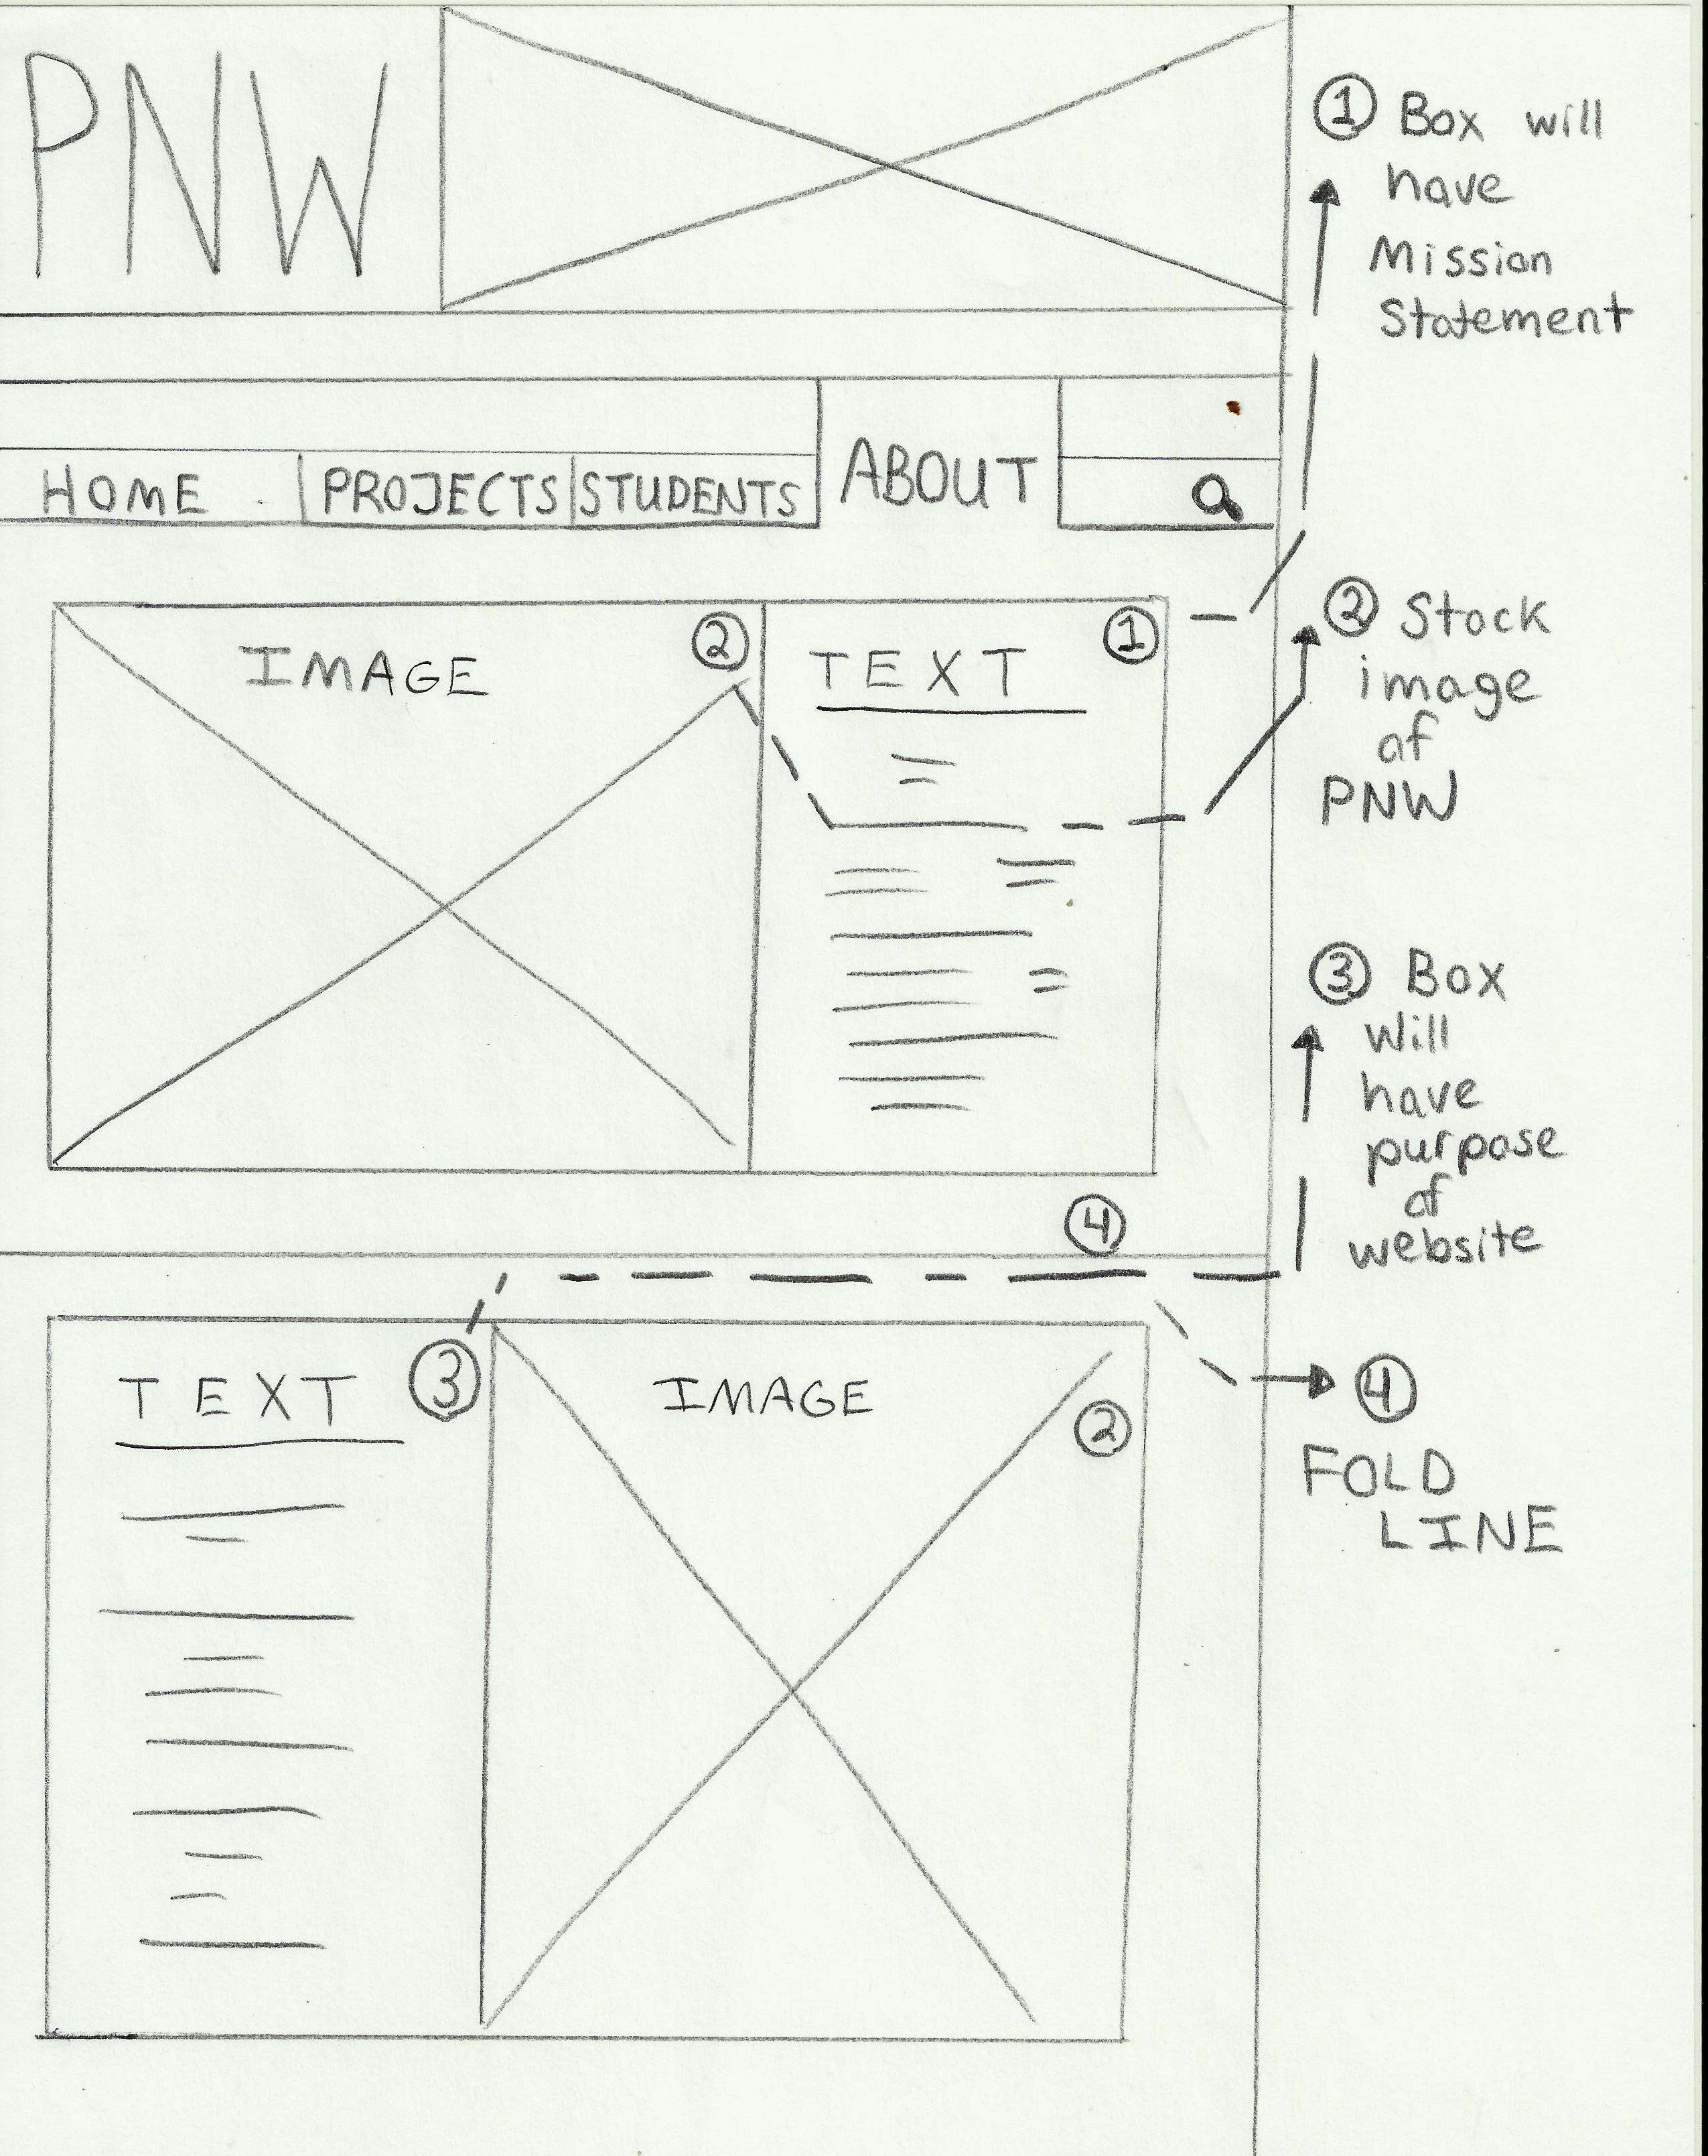 PNW
① Box will
have
Mission
Statement
HOME PROJECTS STUDENTS ABOUT
IMAGE ② TEXT ①
② Stock
image
of
PNW
③ Box
will
have
purpose
of
website
④
③ TEXT IMAGE ②
④
FOLD
LINE